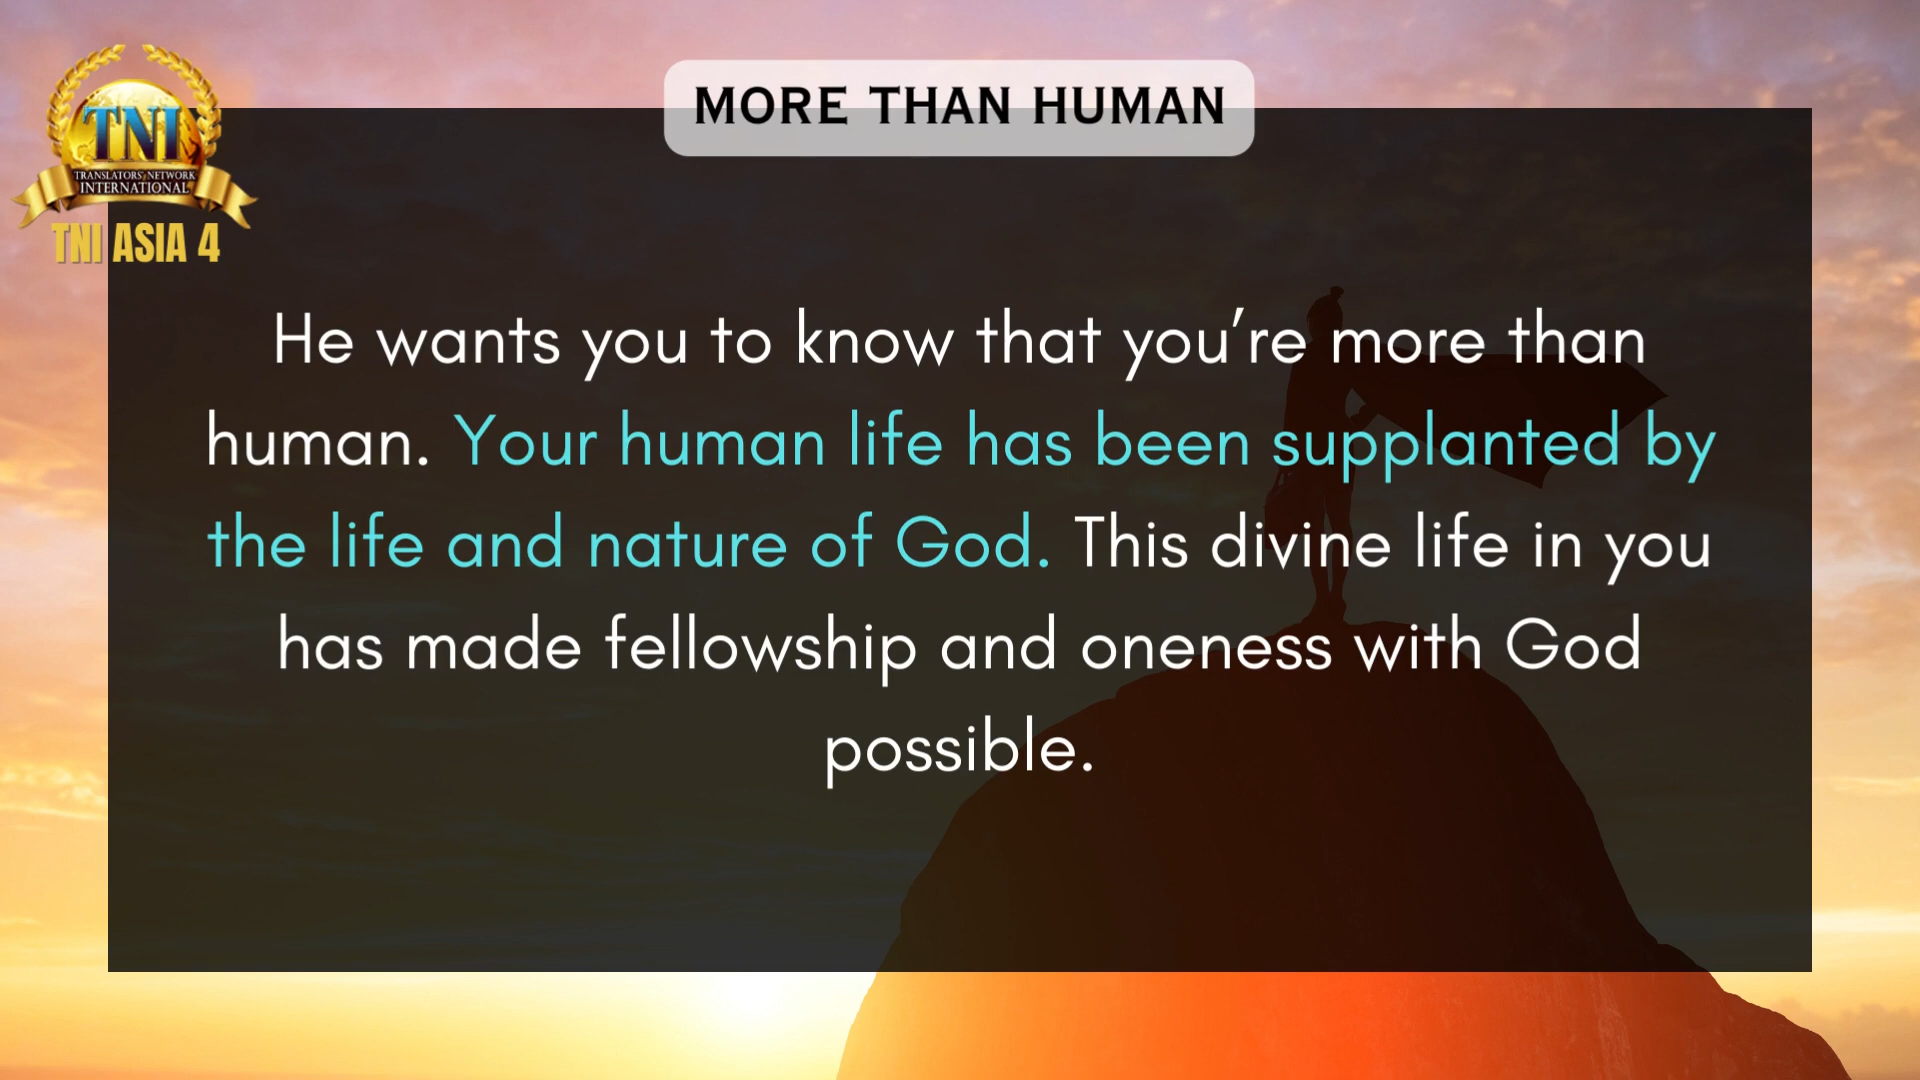 MORE THAN HUMAN
TNI
TRANSLATORS' NETWORK
INTERNATIONAL
TNI ASIA 4
He wants you to know that you’re more than
human. Your human life has been supplanted by
the life and nature of God. This divine life in you
has made fellowship and oneness with God
possible.